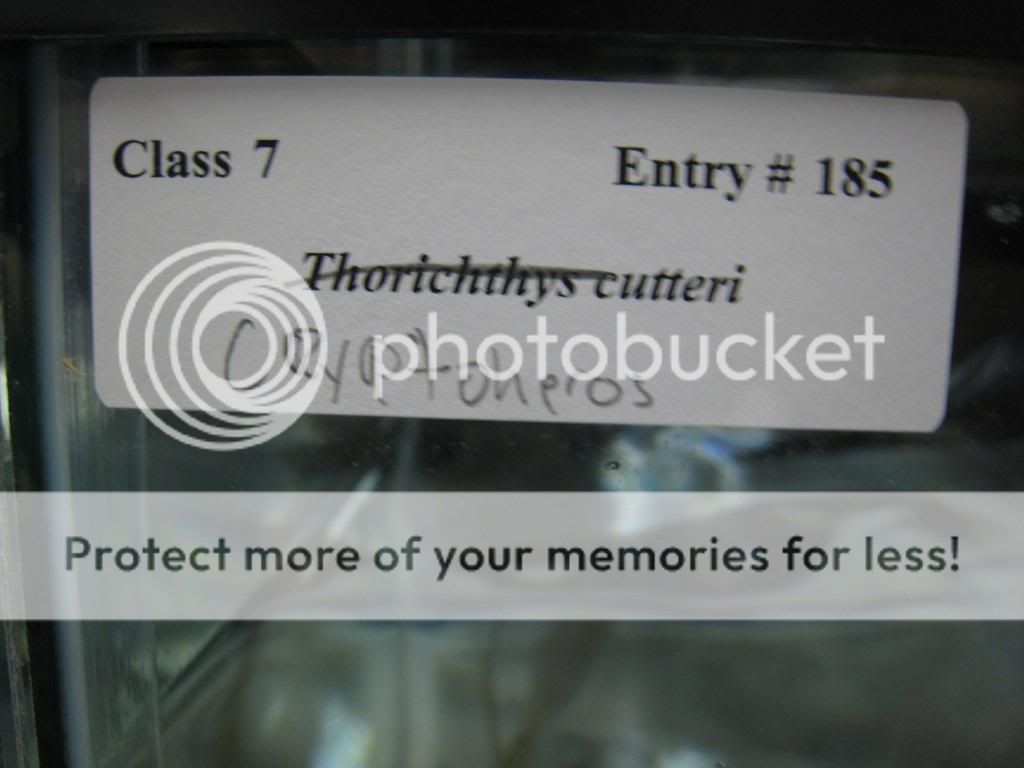 Class 7 Entry # 185
Thorichthys cutteri
Cryptoheros
photobucket
Protect more of your memories for less!